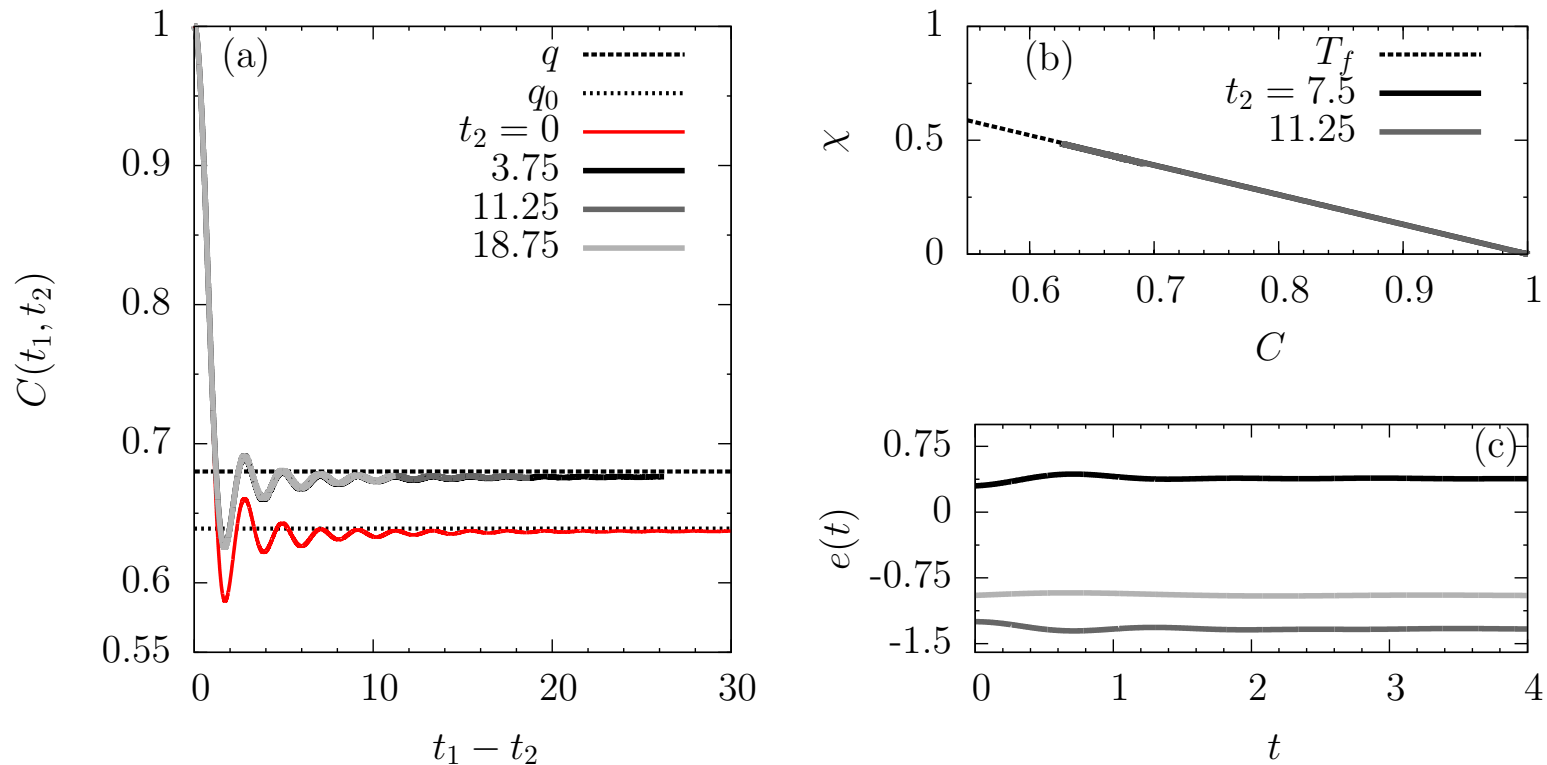 (a)
q
q₀
t₂ = 0
3.75
11.25
18.75
1
0.9
0.8
0.7
0.6
0.55
C(t₁, t₂)
0 10 20 30
t₁ − t₂
(b)
T_f
t₂ = 7.5
11.25
1
0.5
0
χ
0.6 0.7 0.8 0.9 1
C
(c)
0.75
0
-0.75
-1.5
e(t)
0 1 2 3 4
t